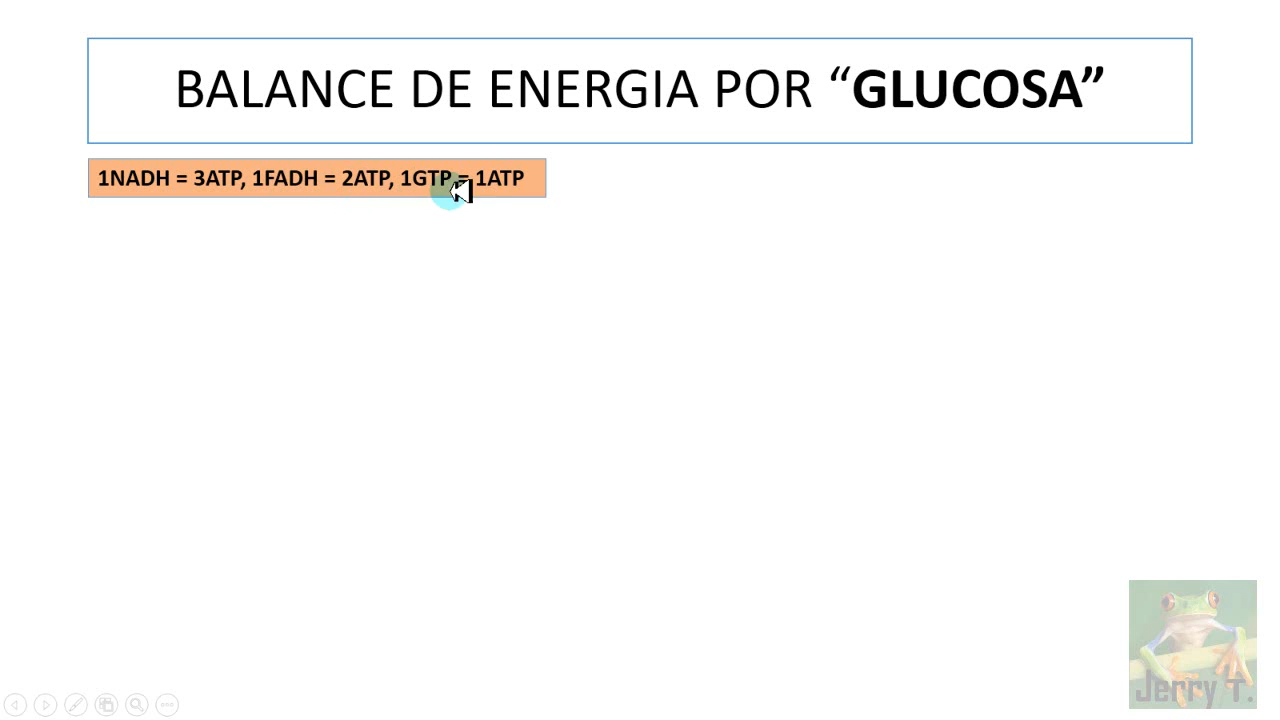 BALANCE DE ENERGIA POR “GLUCOSA”
1NADH = 3ATP, 1FADH = 2ATP, 1GTP = 1ATP
Jerry T.